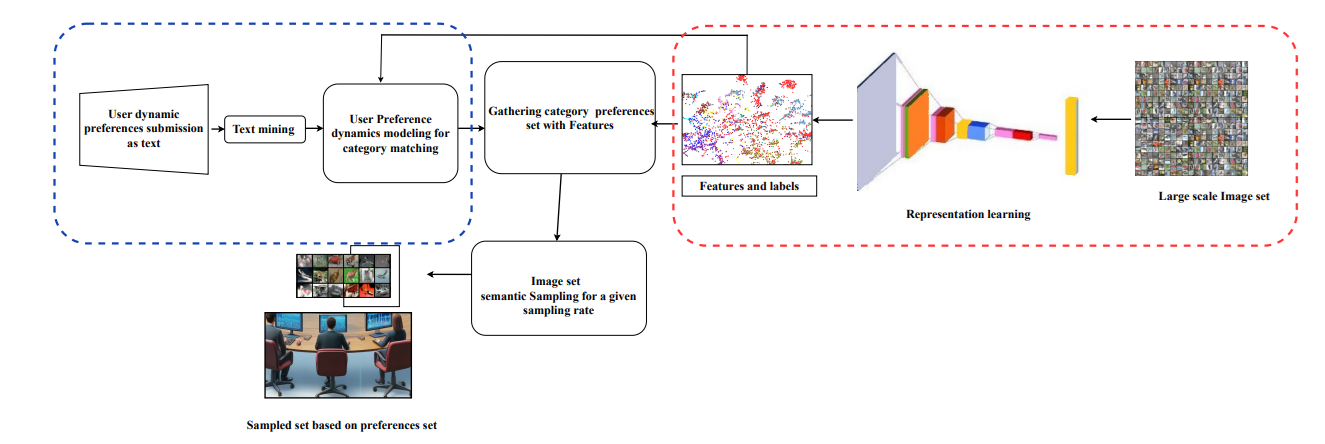 User dynamic
preferences submission
as text
Text mining
User Preference
dynamics modeling for
category matching
Gathering category preferences
set with Features
Features and labels
Representation learning
Large scale Image set
Image set
semantic Sampling for a given
sampling rate
Sampled set based on preferences set